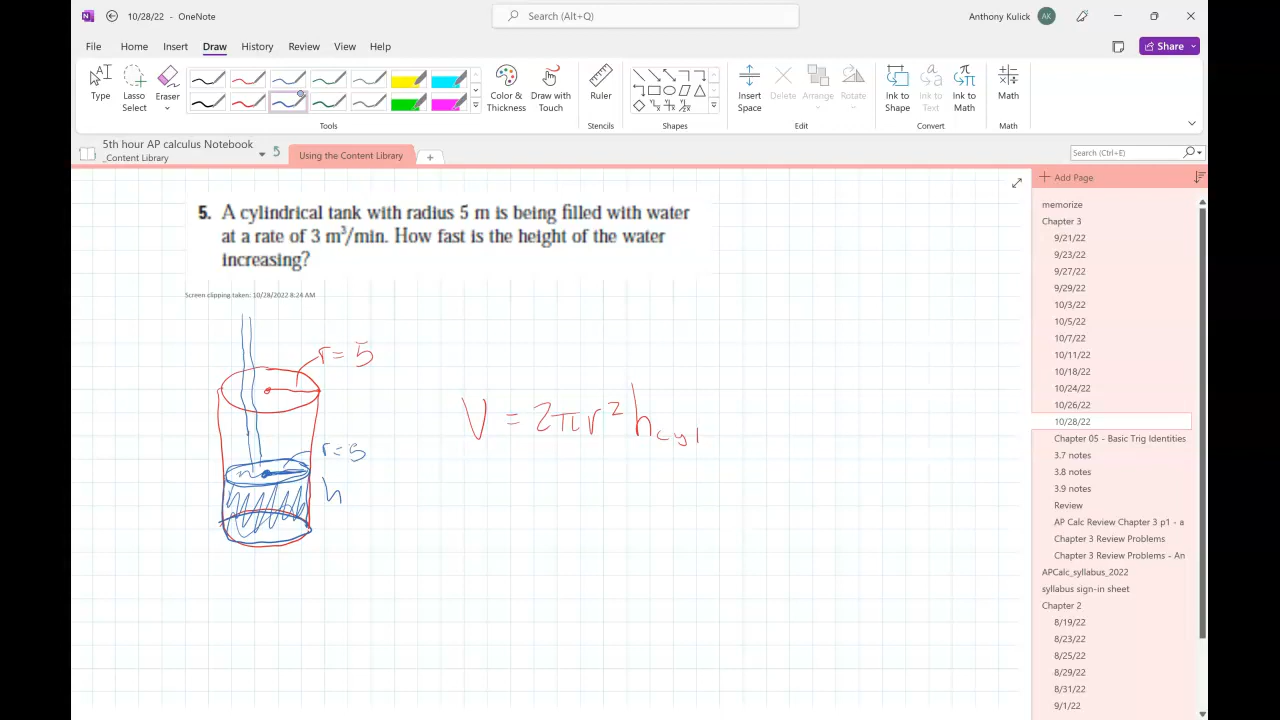 10/28/22 - OneNote
Search (Alt+Q)
Anthony Kulick
AK
File Home Insert Draw History Review View Help
Share
Type
Lasso Select
Eraser
Color & Thickness
Draw with Touch
Ruler
Insert Space
Delete
Arrange
Rotate
Ink to Shape
Ink to Text
Ink to Math
Math
Tools
Stencils
Shapes
Edit
Convert
Math
5th hour AP calculus Notebook
_Content Library
5
Using the Content Library
Search (Ctrl+E)
5. A cylindrical tank with radius 5 m is being filled with water
at a rate of 3 m³/min. How fast is the height of the water
increasing?
Screen clipping taken: 10/28/2022 8:24 AM
r = 5
V = 2πr²h cyl
r = 5
h
Add Page
memorize
Chapter 3
9/21/22
9/23/22
9/27/22
9/29/22
10/3/22
10/5/22
10/7/22
10/11/22
10/18/22
10/24/22
10/26/22
10/28/22
Chapter 05 - Basic Trig Identities
3.7 notes
3.8 notes
3.9 notes
Review
AP Calc Review Chapter 3 p1 - a
Chapter 3 Review Problems
Chapter 3 Review Problems - An
APCalc_syllabus_2022
syllabus sign-in sheet
Chapter 2
8/19/22
8/23/22
8/25/22
8/29/22
8/31/22
9/1/22